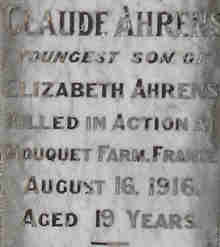 CLAUDE AHRENS
YOUNGEST SON OF
ELIZABETH AHRENS
KILLED IN ACTION AT
MOUQUET FARM, FRANCE
AUGUST 16, 1916.
AGED 19 YEARS.